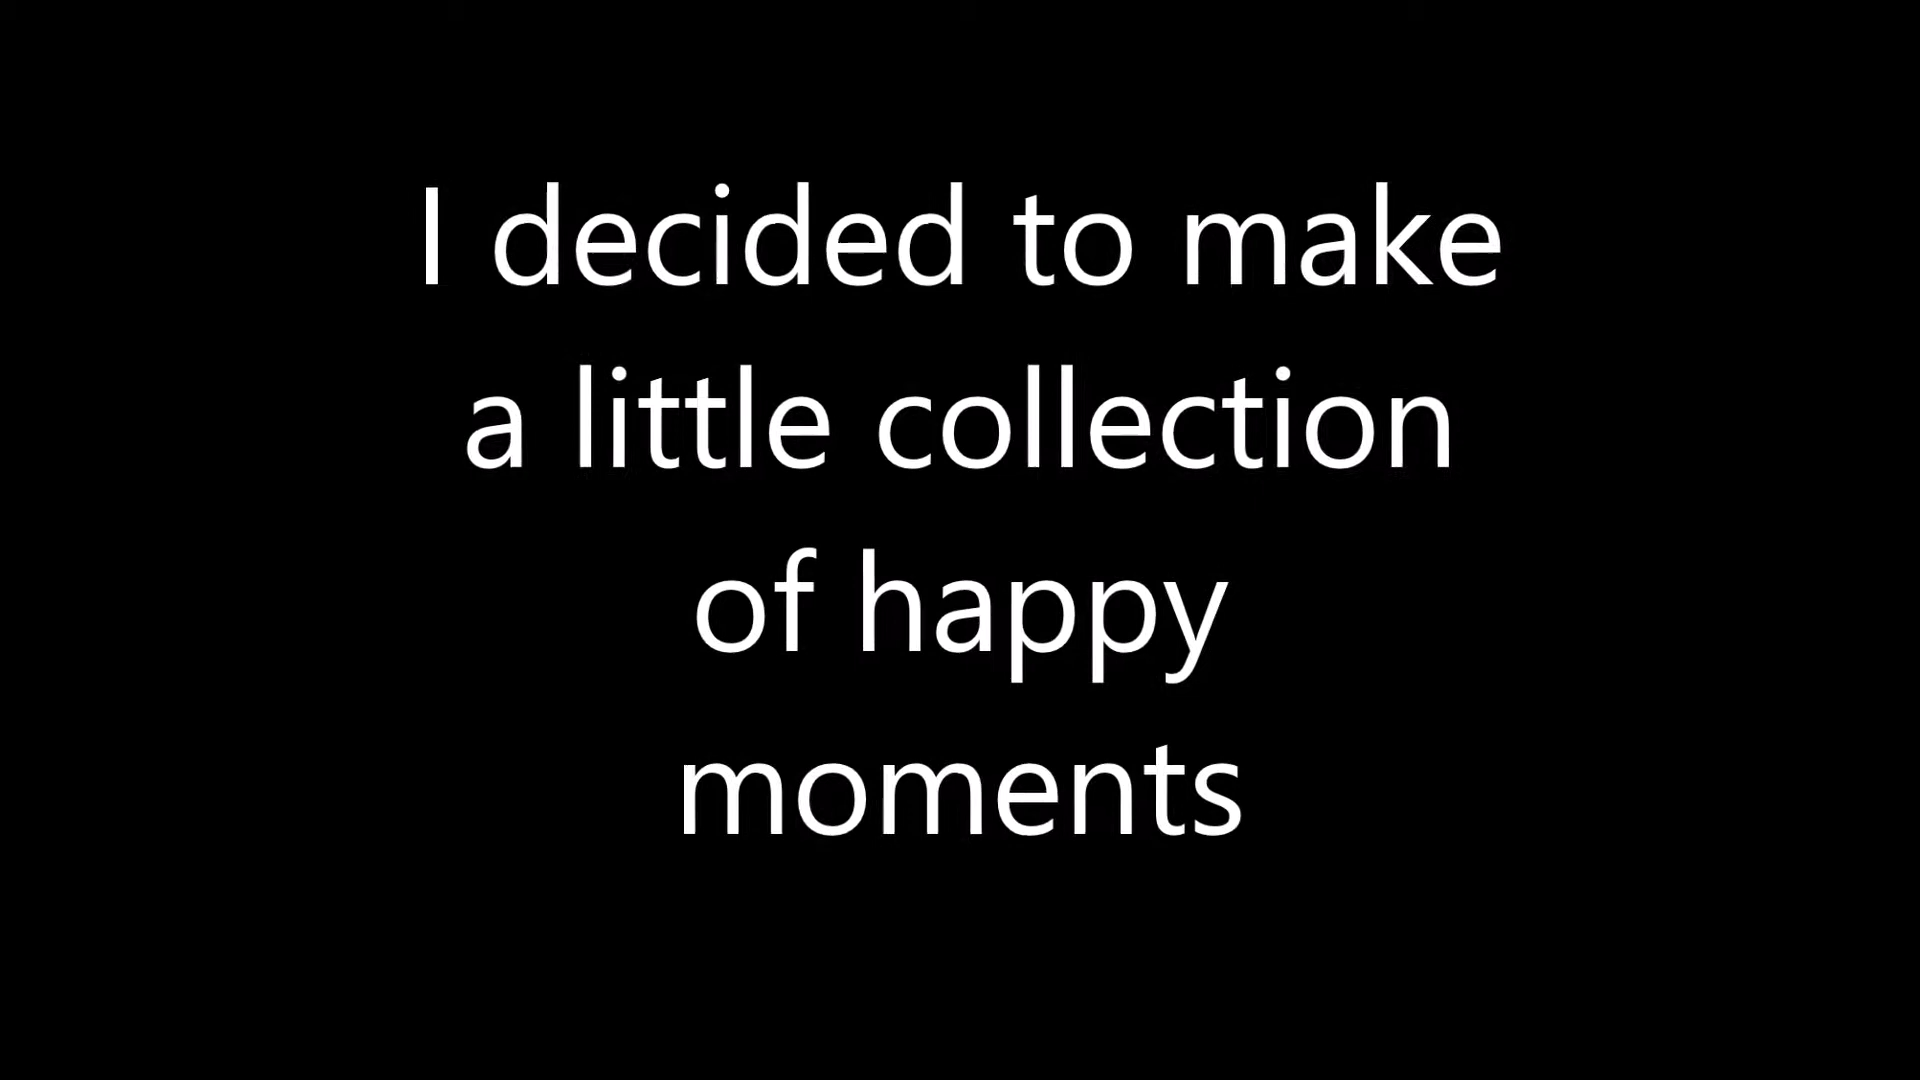 I decided to make
a little collection
of happy
moments